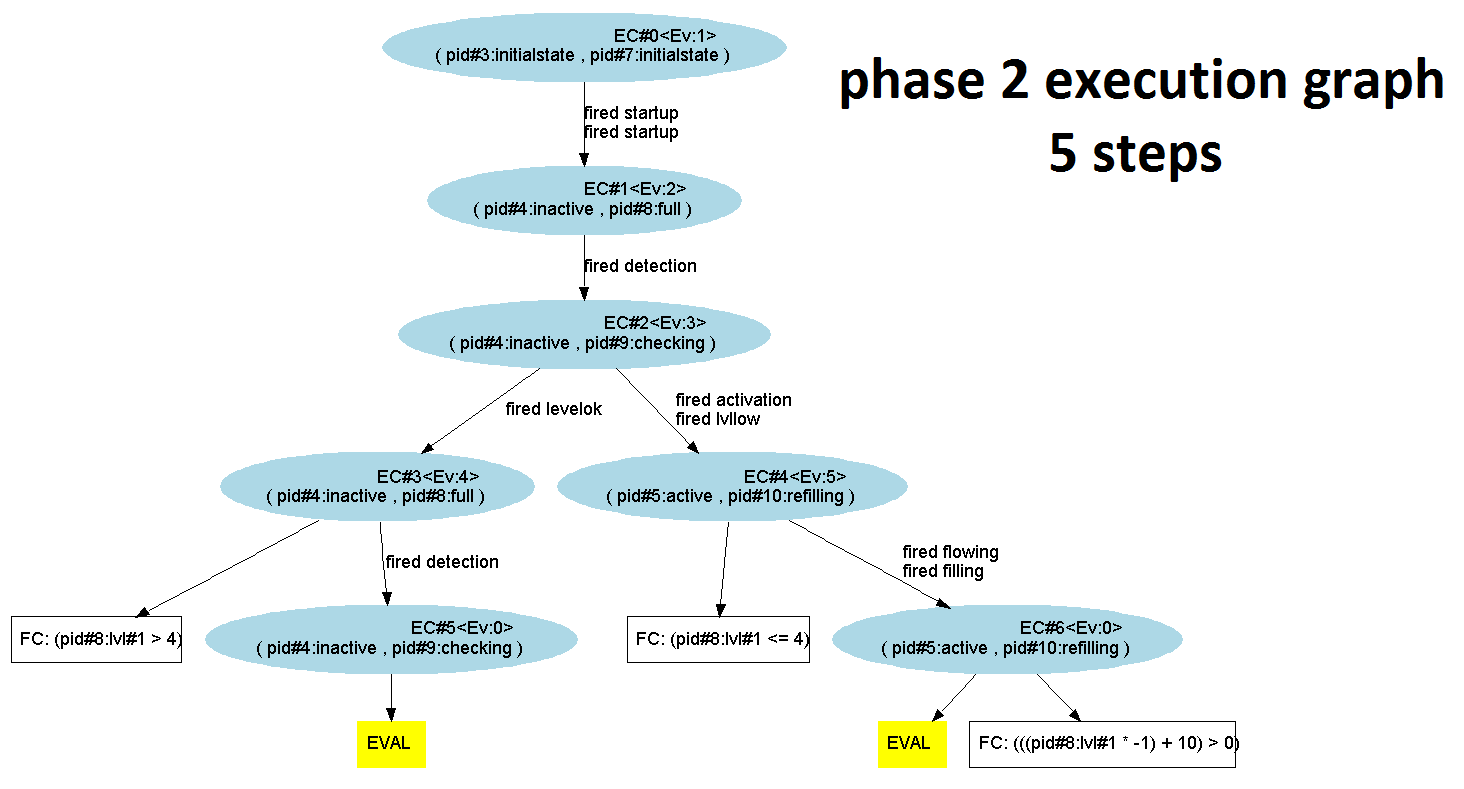 EC#0<Ev:1>
( pid#3:initialstate , pid#7:initialstate )
phase 2 execution graph
5 steps
fired startup
fired startup
EC#1<Ev:2>
( pid#4:inactive , pid#8:full )
fired detection
EC#2<Ev:3>
( pid#4:inactive , pid#9:checking )
fired levelok
fired activation
fired lvllow
EC#3<Ev:4>
( pid#4:inactive , pid#8:full )
EC#4<Ev:5>
( pid#5:active , pid#10:refilling )
fired detection
fired flowing
fired filling
FC: (pid#8:lvl#1 > 4)
EC#5<Ev:0>
( pid#4:inactive , pid#9:checking )
FC: (pid#8:lvl#1 <= 4)
EC#6<Ev:0>
( pid#5:active , pid#10:refilling )
EVAL
EVAL
FC: (((pid#8:lvl#1 * -1) + 10) > 0)